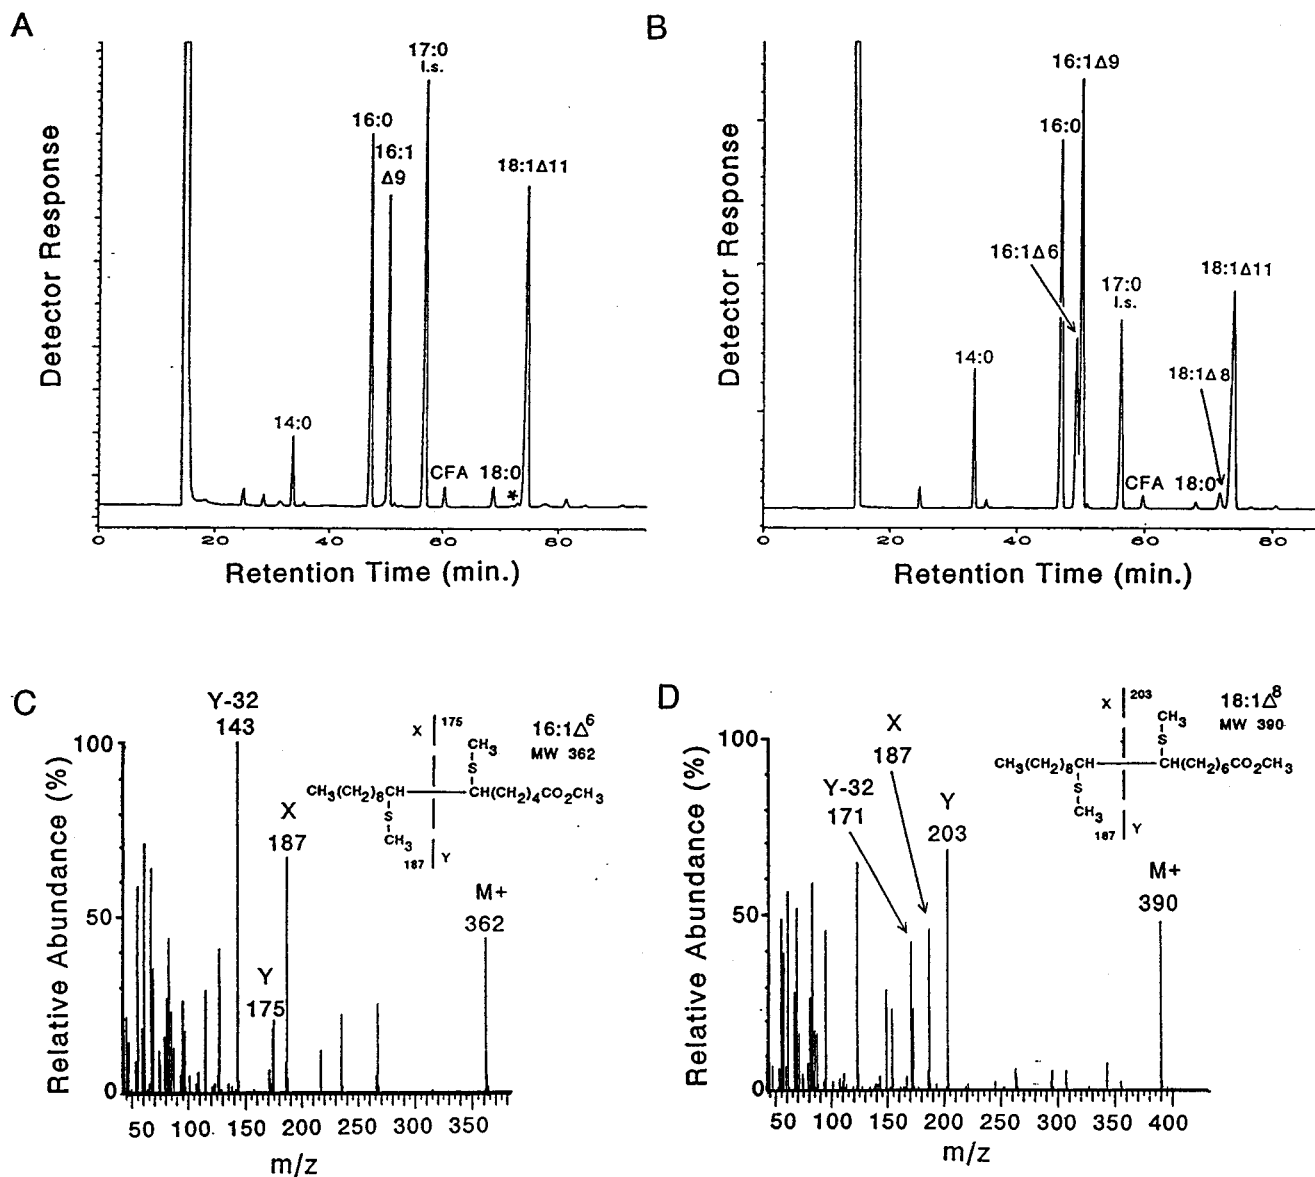 A
17:0
I.s.
16:0
16:1
Δ9
18:1Δ11
14:0
CFA 18:0
*
Detector Response
0 20 40 60 80
Retention Time (min.)
B
16:1Δ9
16:0
16:1Δ6
17:0
I.s.
18:1Δ11
14:0
18:1Δ8
CFA 18:0
Detector Response
0 20 40 60 80
Retention Time (min.)
C
Y-32
143
X
187
Y
175
M+
362
X 175
16:1Δ6
MW 362
CH3
S
CH3(CH2)8CH CH(CH2)4CO2CH3
S
CH3
187 Y
100
50
0
Relative Abundance (%)
50 100 150 200 250 300 350
m/z
D
X
187
Y-32
171
Y
203
M+
390
X 203
18:1Δ8
MW 390
CH3
S
CH3(CH2)8CH CH(CH2)6CO2CH3
S
CH3
187 Y
100
50
0
Relative Abundance (%)
50 100 150 200 250 300 350 400
m/z